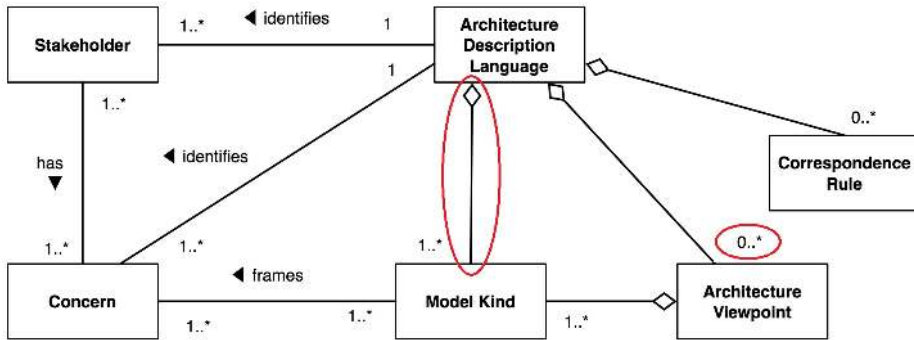 1..*
◄ identifies
1
Architecture
Description
Language
Stakeholder
1
1..*
0..*
has
▼
◄ identifies
Correspondence
Rule
1..*
1..*
1..*
0..*
◄ frames
Concern
Model Kind
Architecture
Viewpoint
1..*
1..*
1..*